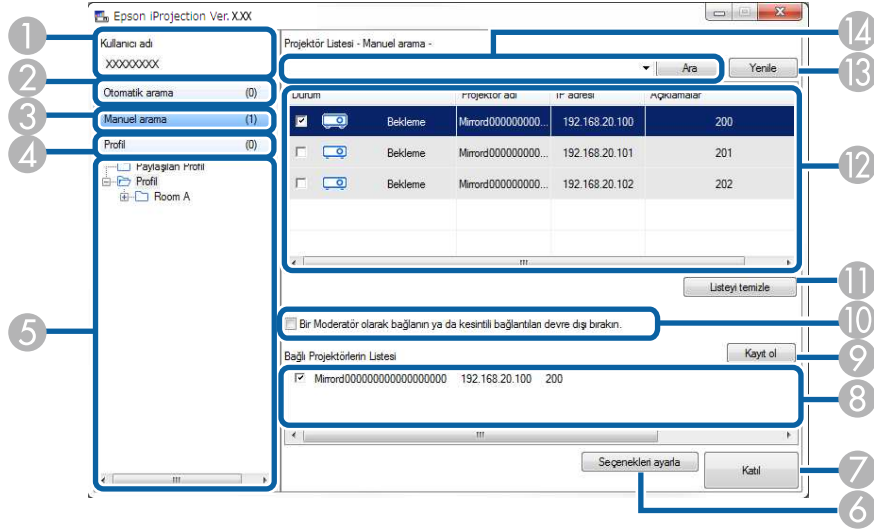 Epson iProjection Ver. X.XX
1
Kullanıcı adı
XXXXXXXX
2
Otomatik arama (0)
3
Manuel arama (1)
4
Profil (0)
5
Paylaşılan Profil
Profil
Room A
Projektör Listesi - Manuel arama -
14
Ara
Yenile
13
Durum Projektör adı IP adresi Açıklamalar
Bekleme Mirrord000000000... 192.168.20.100 200
Bekleme Mirrord000000000... 192.168.20.101 201
Bekleme Mirrord000000000... 192.168.20.102 202
12
Listeyi temizle
11
Bir Moderatör olarak bağlanın ya da kesintili bağlantıları devre dışı bırakın.
10
Bağlı Projektörlerin Listesi
Kayıt ol
9
Mirrord00000000000000000 192.168.20.100 200
8
Seçenekleri ayarla
Katıl
7
6